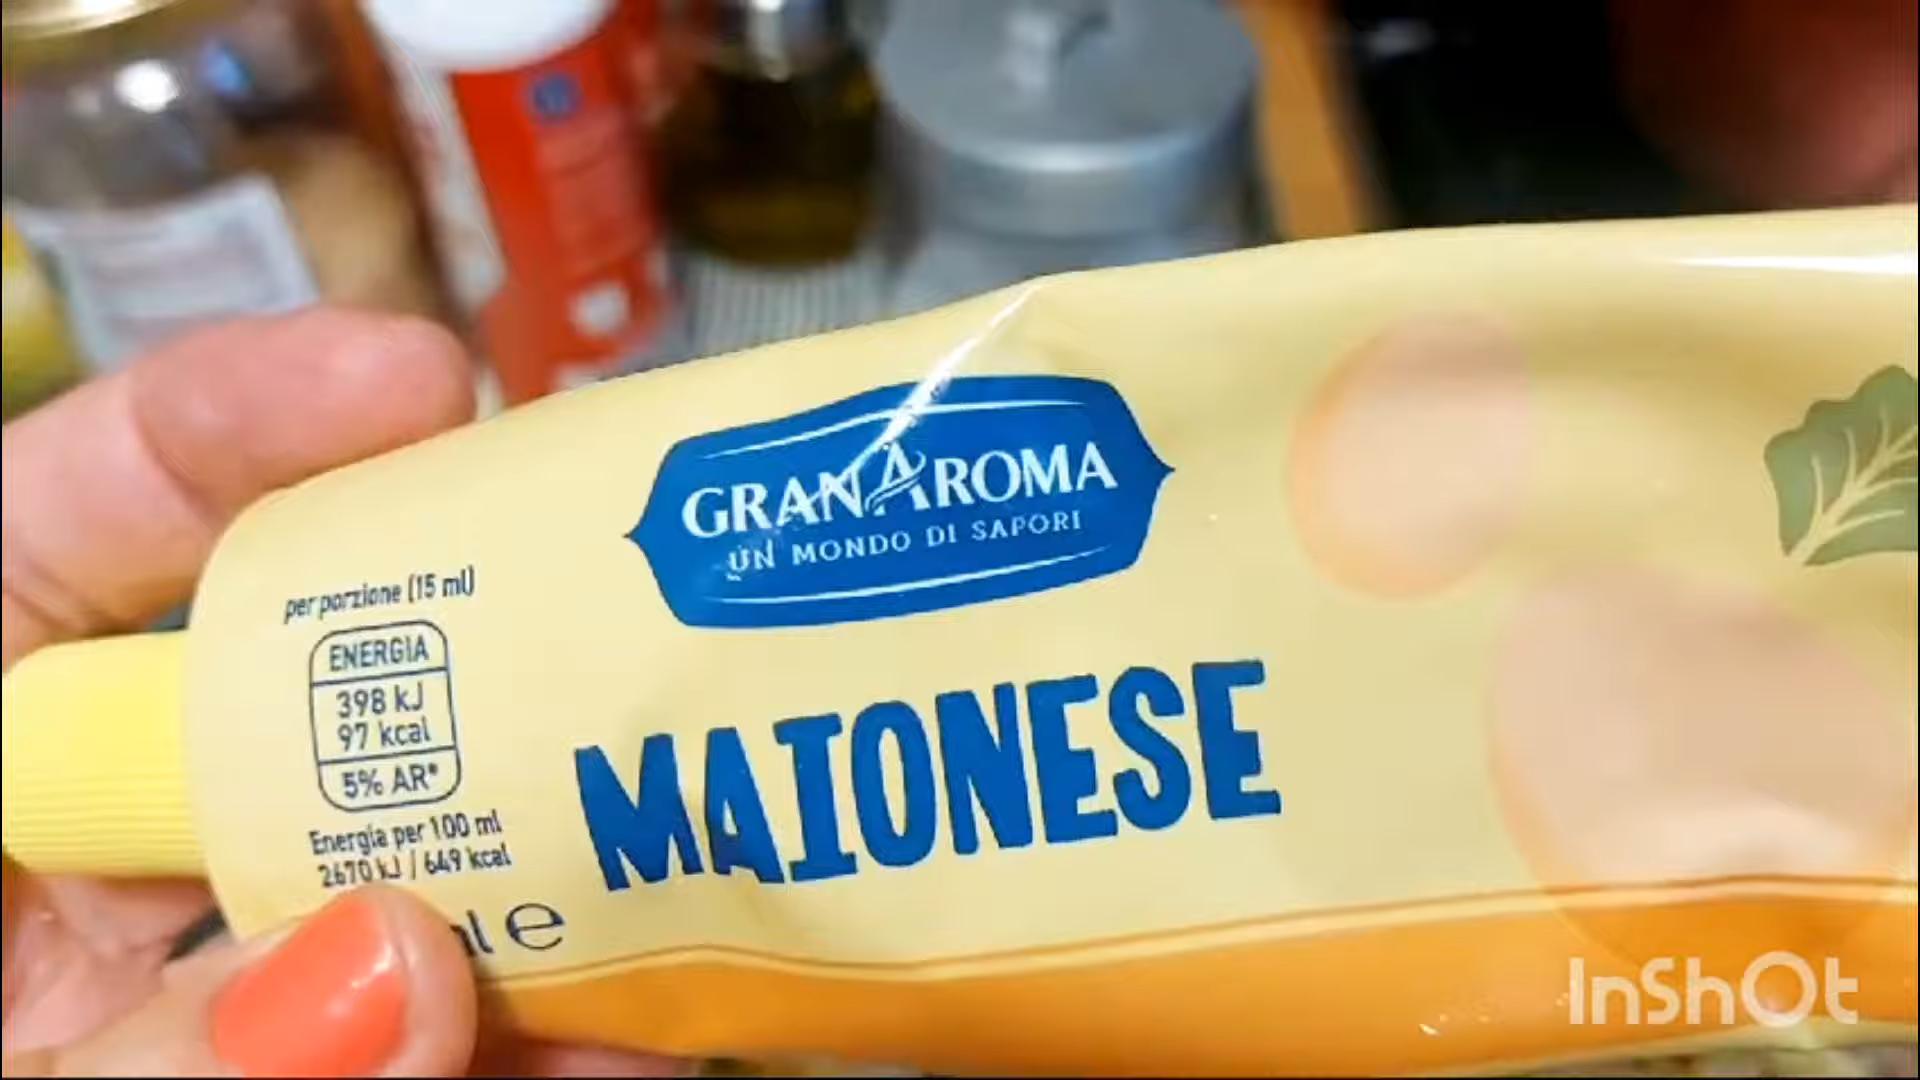 GRANAROMA
UN MONDO DI SAPORI
per porzione (15 ml)
ENERGIA
398 kJ
97 kcal
5% AR*
Energia per 100 ml
2670 kJ / 649 kcal
MAIONESE
e
InShOt